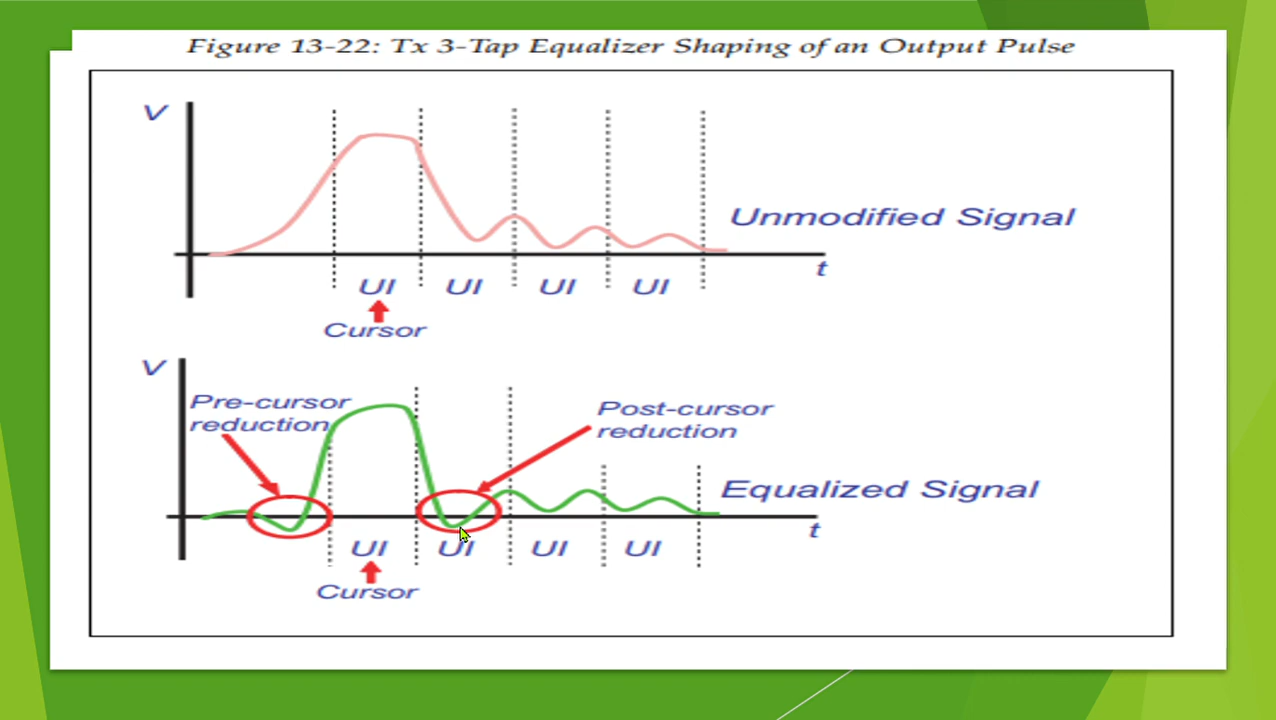 Figure 13-22: Tx 3-Tap Equalizer Shaping of an Output Pulse
V
Unmodified Signal
t
UI UI UI UI
Cursor
V
Pre-cursor
reduction
Post-cursor
reduction
Equalized Signal
t
UI UI UI UI
Cursor